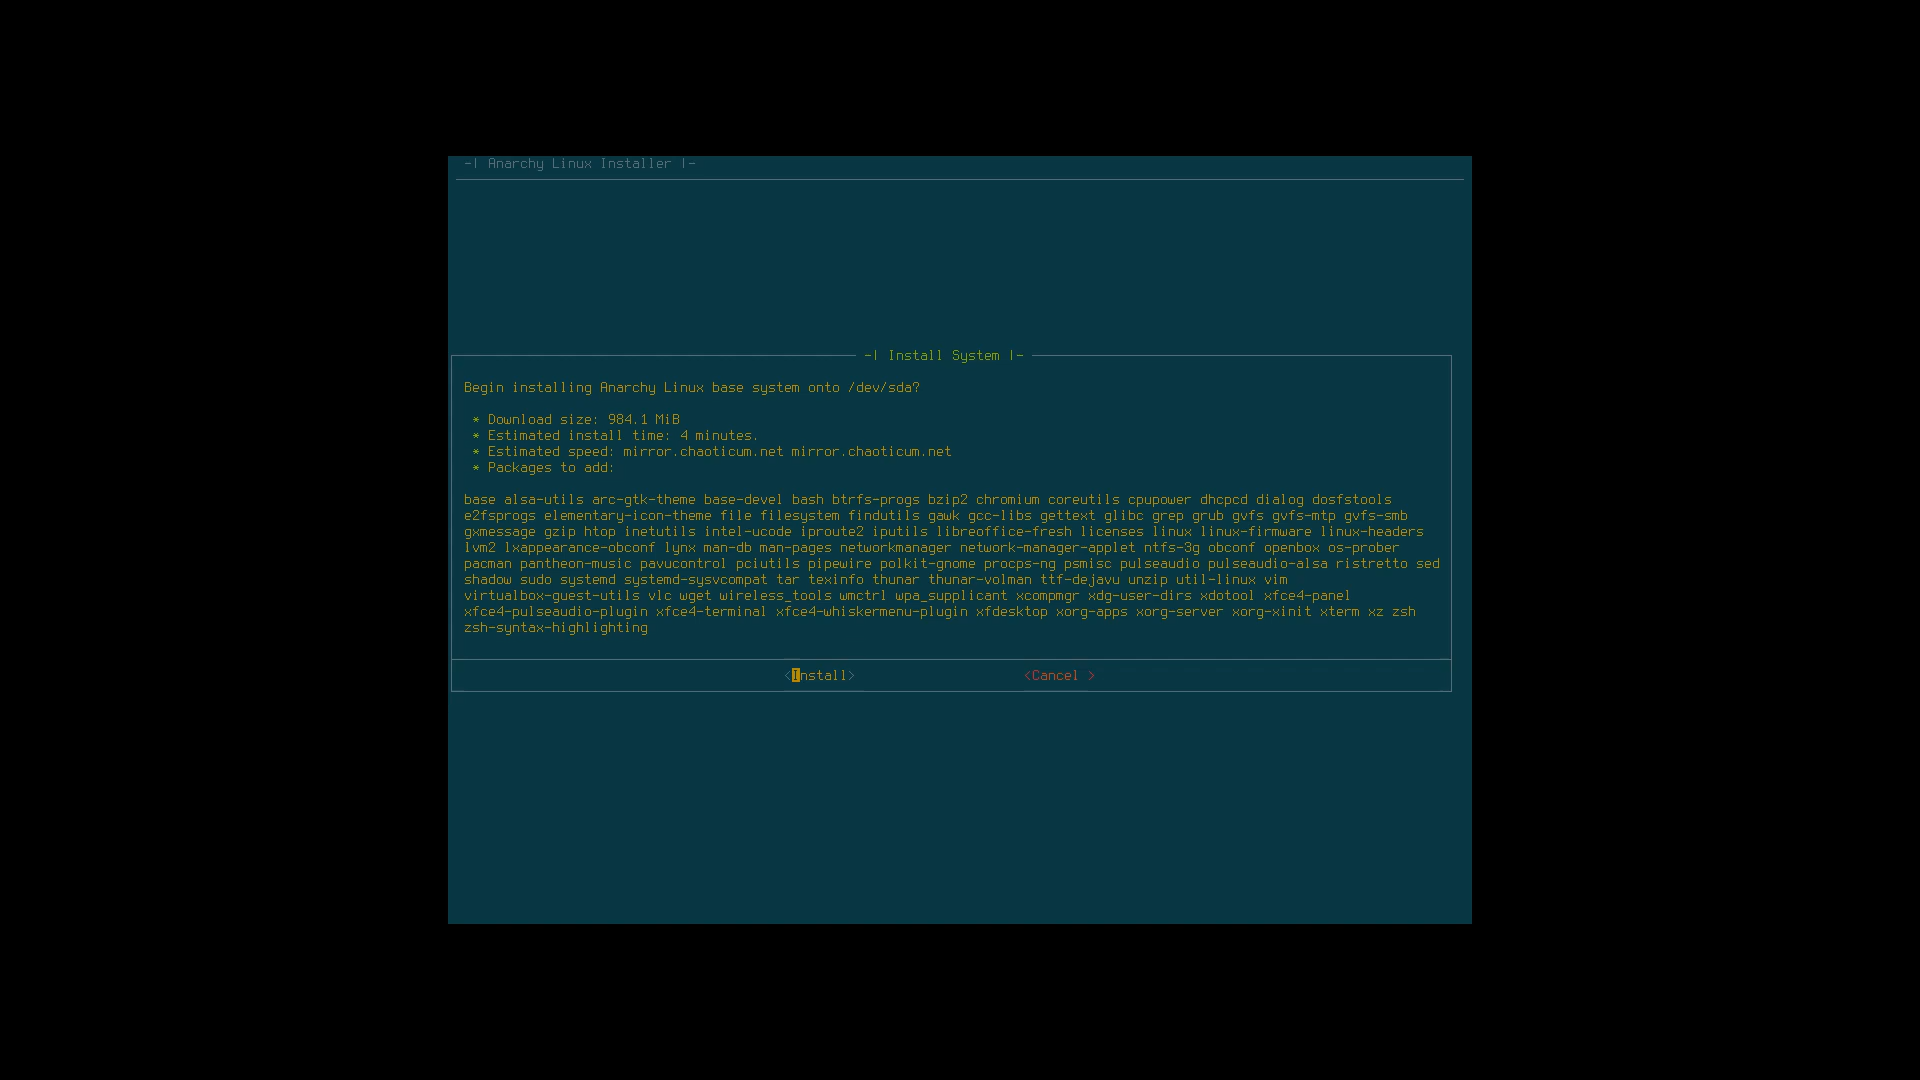 -| Anarchy Linux Installer |-
-| Install System |-
Begin installing Anarchy Linux base system onto /dev/sda?
* Download size: 984.1 MiB
* Estimated install time: 4 minutes.
* Estimated speed: mirror.chaoticum.net mirror.chaoticum.net
* Packages to add:
base alsa-utils arc-gtk-theme base-devel bash btrfs-progs bzip2 chromium coreutils cpupower dhcpcd dialog dosfstools
e2fsprogs elementary-icon-theme file filesystem findutils gawk gcc-libs gettext glibc grep grub gvfs gvfs-mtp gvfs-smb
gxmessage gzip htop inetutils intel-ucode iproute2 iputils libreoffice-fresh licenses linux linux-firmware linux-headers
lvm2 lxappearance-obconf lynx man-db man-pages networkmanager network-manager-applet ntfs-3g obconf openbox os-prober
pacman pantheon-music pavucontrol pciutils pipewire polkit-gnome procps-ng psmisc pulseaudio pulseaudio-alsa ristretto sed
shadow sudo systemd systemd-sysvcompat tar texinfo thunar thunar-volman ttf-dejavu unzip util-linux vim
virtualbox-guest-utils vlc wget wireless_tools wmctrl wpa_supplicant xcompmgr xdg-user-dirs xdotool xfce4-panel
xfce4-pulseaudio-plugin xfce4-terminal xfce4-whiskermenu-plugin xfdesktop xorg-apps xorg-server xorg-xinit xterm xz zsh
zsh-syntax-highlighting
<Install> <Cancel >